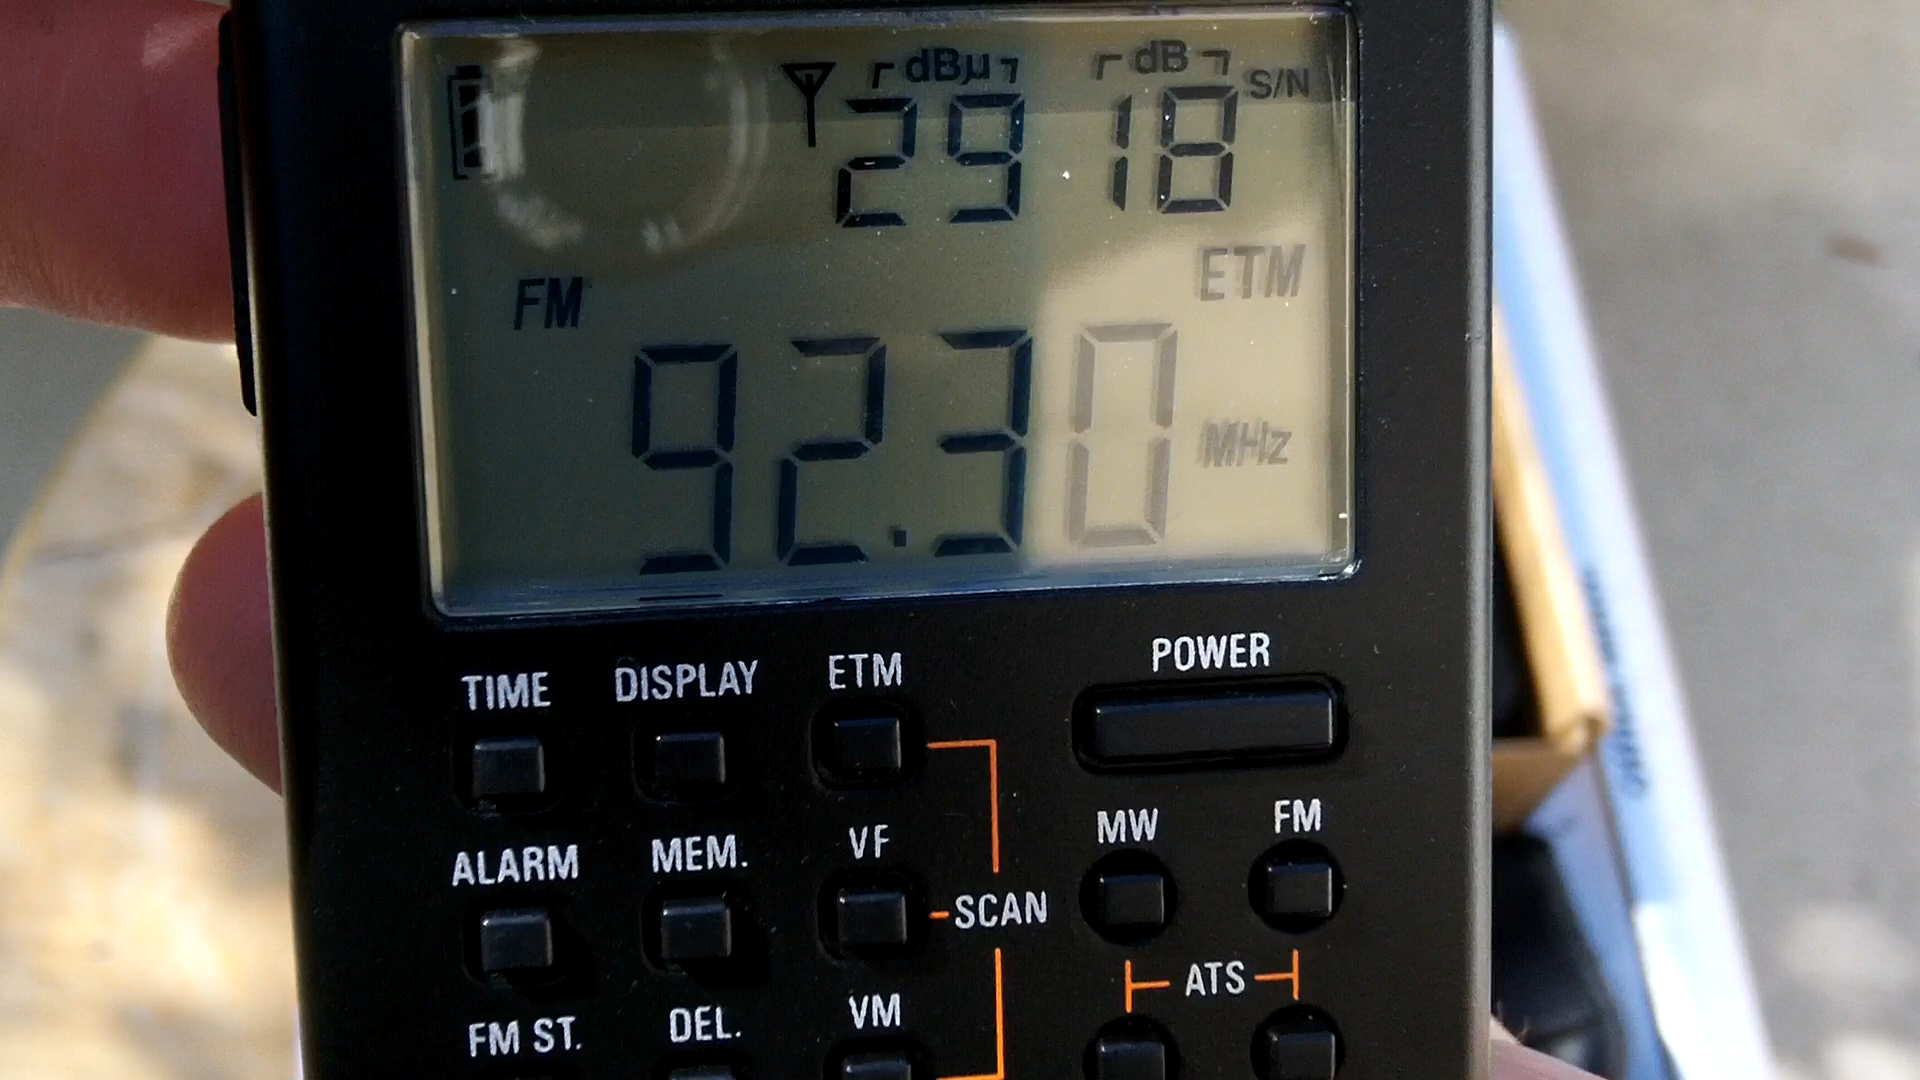 dBµ dB
29 18 S/N
FM ETM
92.30 MHz
TIME DISPLAY ETM POWER
ALARM MEM. VF MW FM
SCAN
ATS
FM ST. DEL. VM